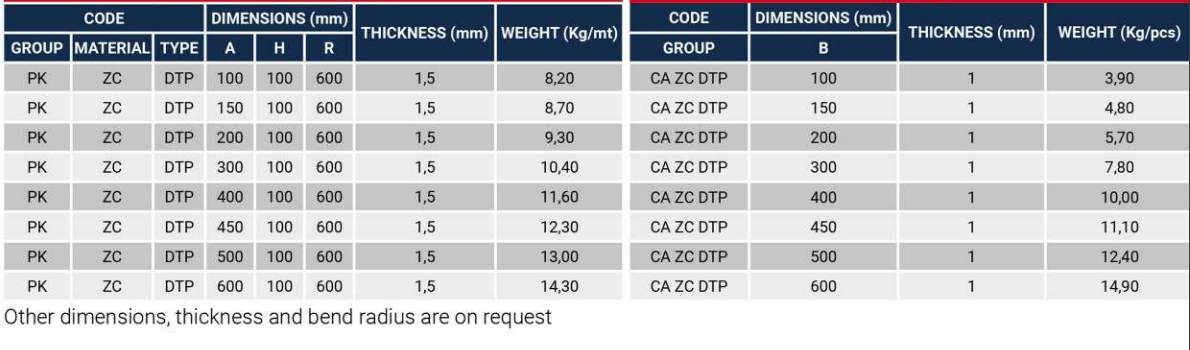 CODE DIMENSIONS (mm) THICKNESS (mm) WEIGHT (Kg/mt)
GROUP MATERIAL TYPE A H R
PK ZC DTP 100 100 600 1,5 8,20
PK ZC DTP 150 100 600 1,5 8,70
PK ZC DTP 200 100 600 1,5 9,30
PK ZC DTP 300 100 600 1,5 10,40
PK ZC DTP 400 100 600 1,5 11,60
PK ZC DTP 450 100 600 1,5 12,30
PK ZC DTP 500 100 600 1,5 13,00
PK ZC DTP 600 100 600 1,5 14,30
CODE DIMENSIONS (mm) THICKNESS (mm) WEIGHT (Kg/pcs)
GROUP B
CA ZC DTP 100 1 3,90
CA ZC DTP 150 1 4,80
CA ZC DTP 200 1 5,70
CA ZC DTP 300 1 7,80
CA ZC DTP 400 1 10,00
CA ZC DTP 450 1 11,10
CA ZC DTP 500 1 12,40
CA ZC DTP 600 1 14,90
Other dimensions, thickness and bend radius are on request